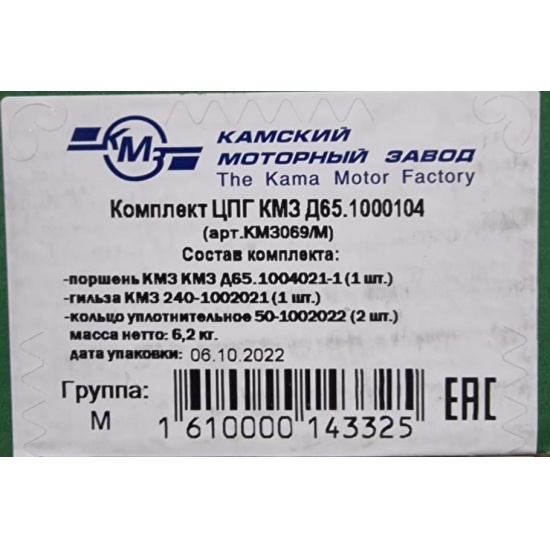 КМЗ
КАМСКИЙ
МОТОРНЫЙ ЗАВОД
The Kama Motor Factory
Комплект ЦПГ КМЗ Д65.1000104
(арт.КМЗ069/М)
Состав комплекта:
-поршень КМЗ КМЗ Д65.1004021-1 (1 шт.)
-гильза КМЗ 240-1002021 (1 шт.)
-кольцо уплотнительное 50-1002022 (2 шт.)
масса нетто: 6,2 кг.
дата упаковки: 06.10.2022
Группа:
М
1 610000 143325
ЕАС